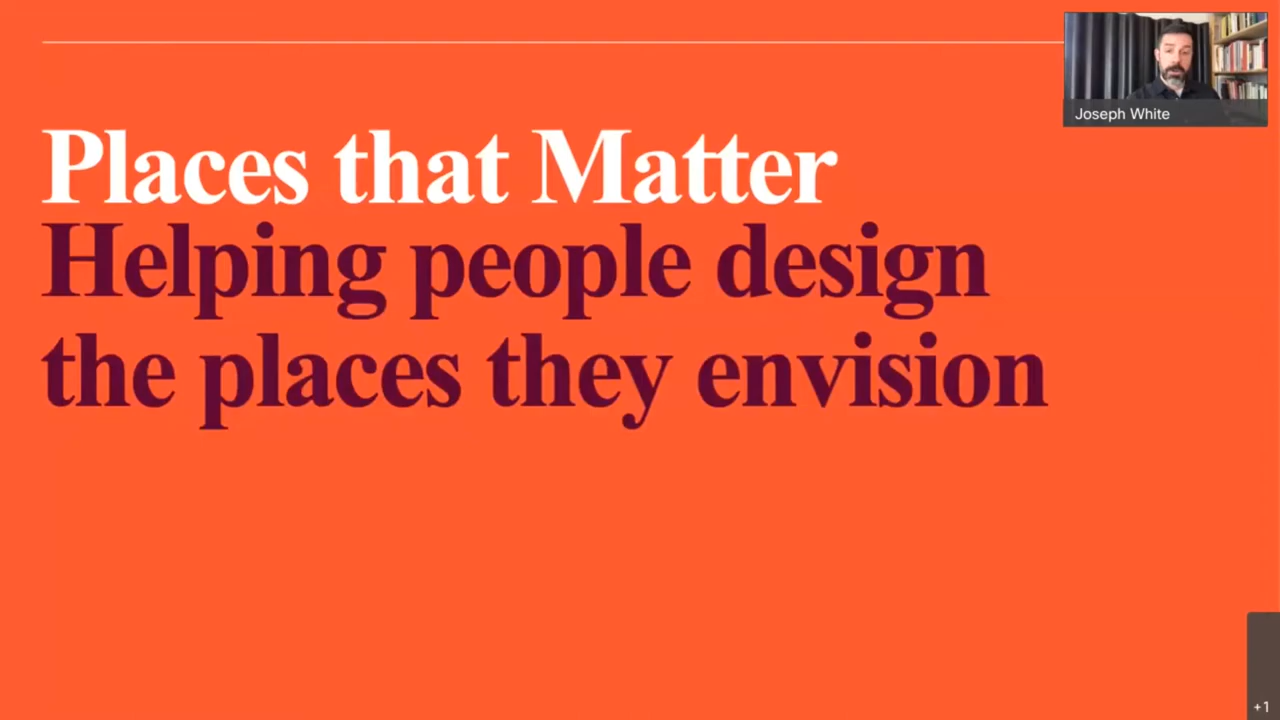 Joseph White
Places that Matter
Helping people design
the places they envision
+1